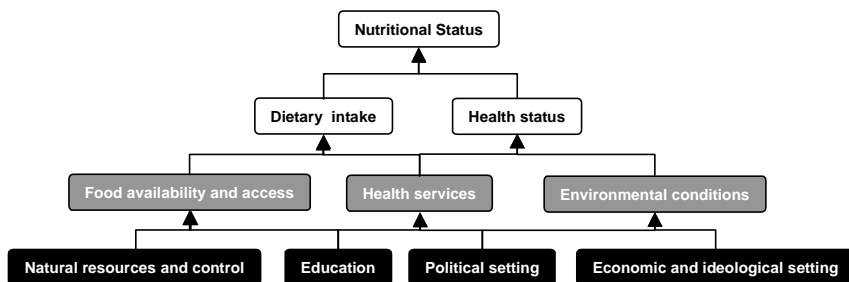 Nutritional Status
Dietary intake
Health status
Food availability and access
Health services
Environmental conditions
Natural resources and control
Education
Political setting
Economic and ideological setting